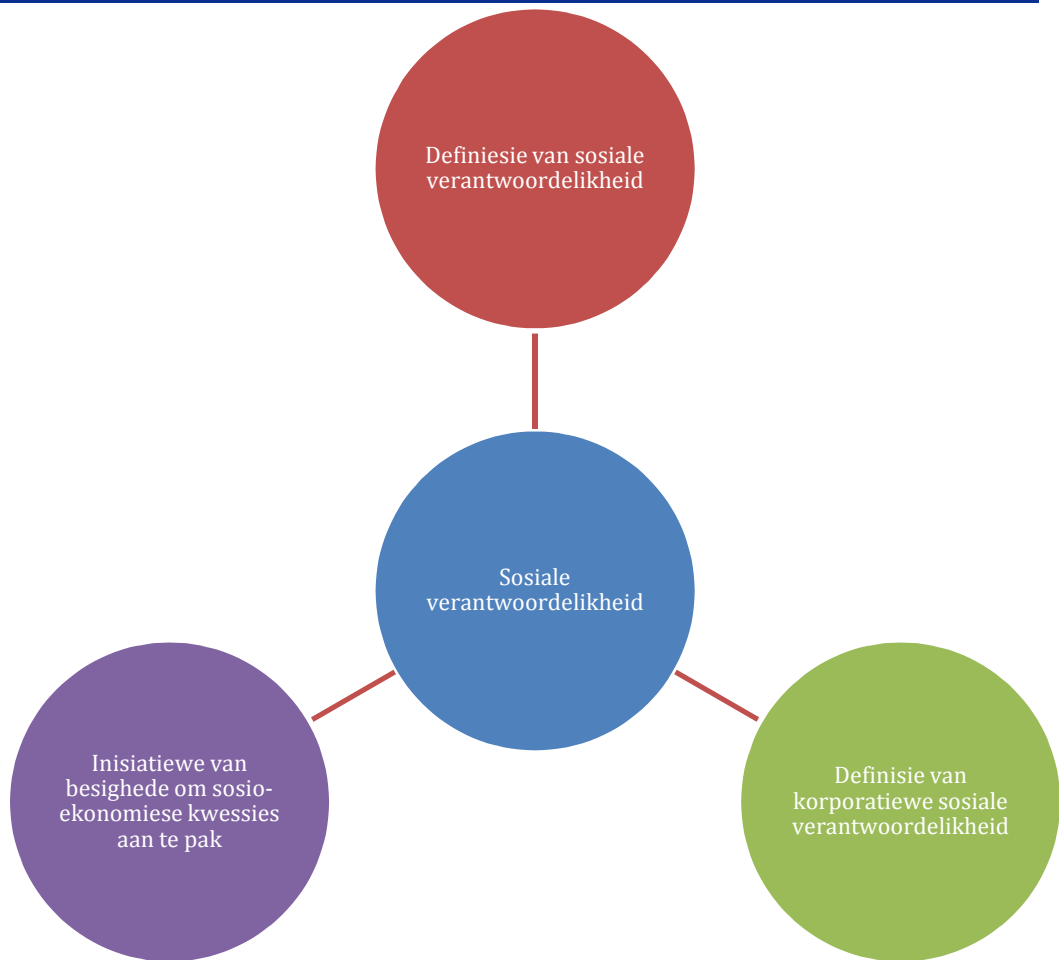 Definiesie van sosiale
verantwoordelikheid
Sosiale
verantwoordelikheid
Inisiatiewe van
besighede om sosio-
ekonomiese kwessies
aan te pak
Definisie van
korporatiewe sosiale
verantwoordelikheid